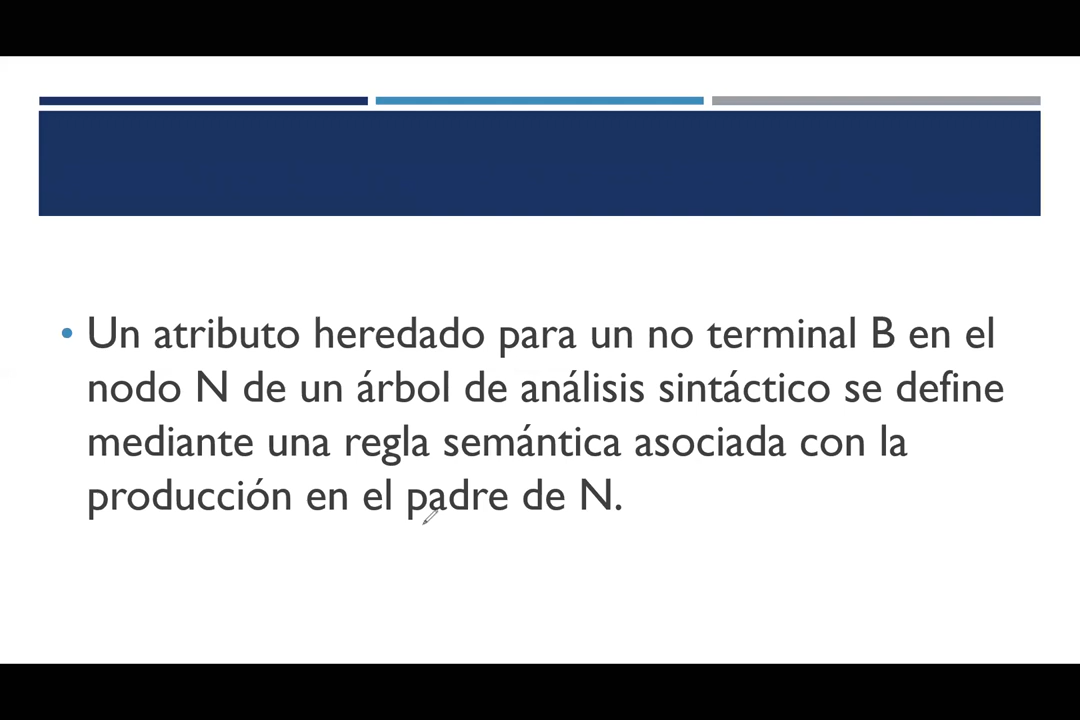 • Un atributo heredado para un no terminal B en el
nodo N de un árbol de análisis sintáctico se define
mediante una regla semántica asociada con la
producción en el padre de N.